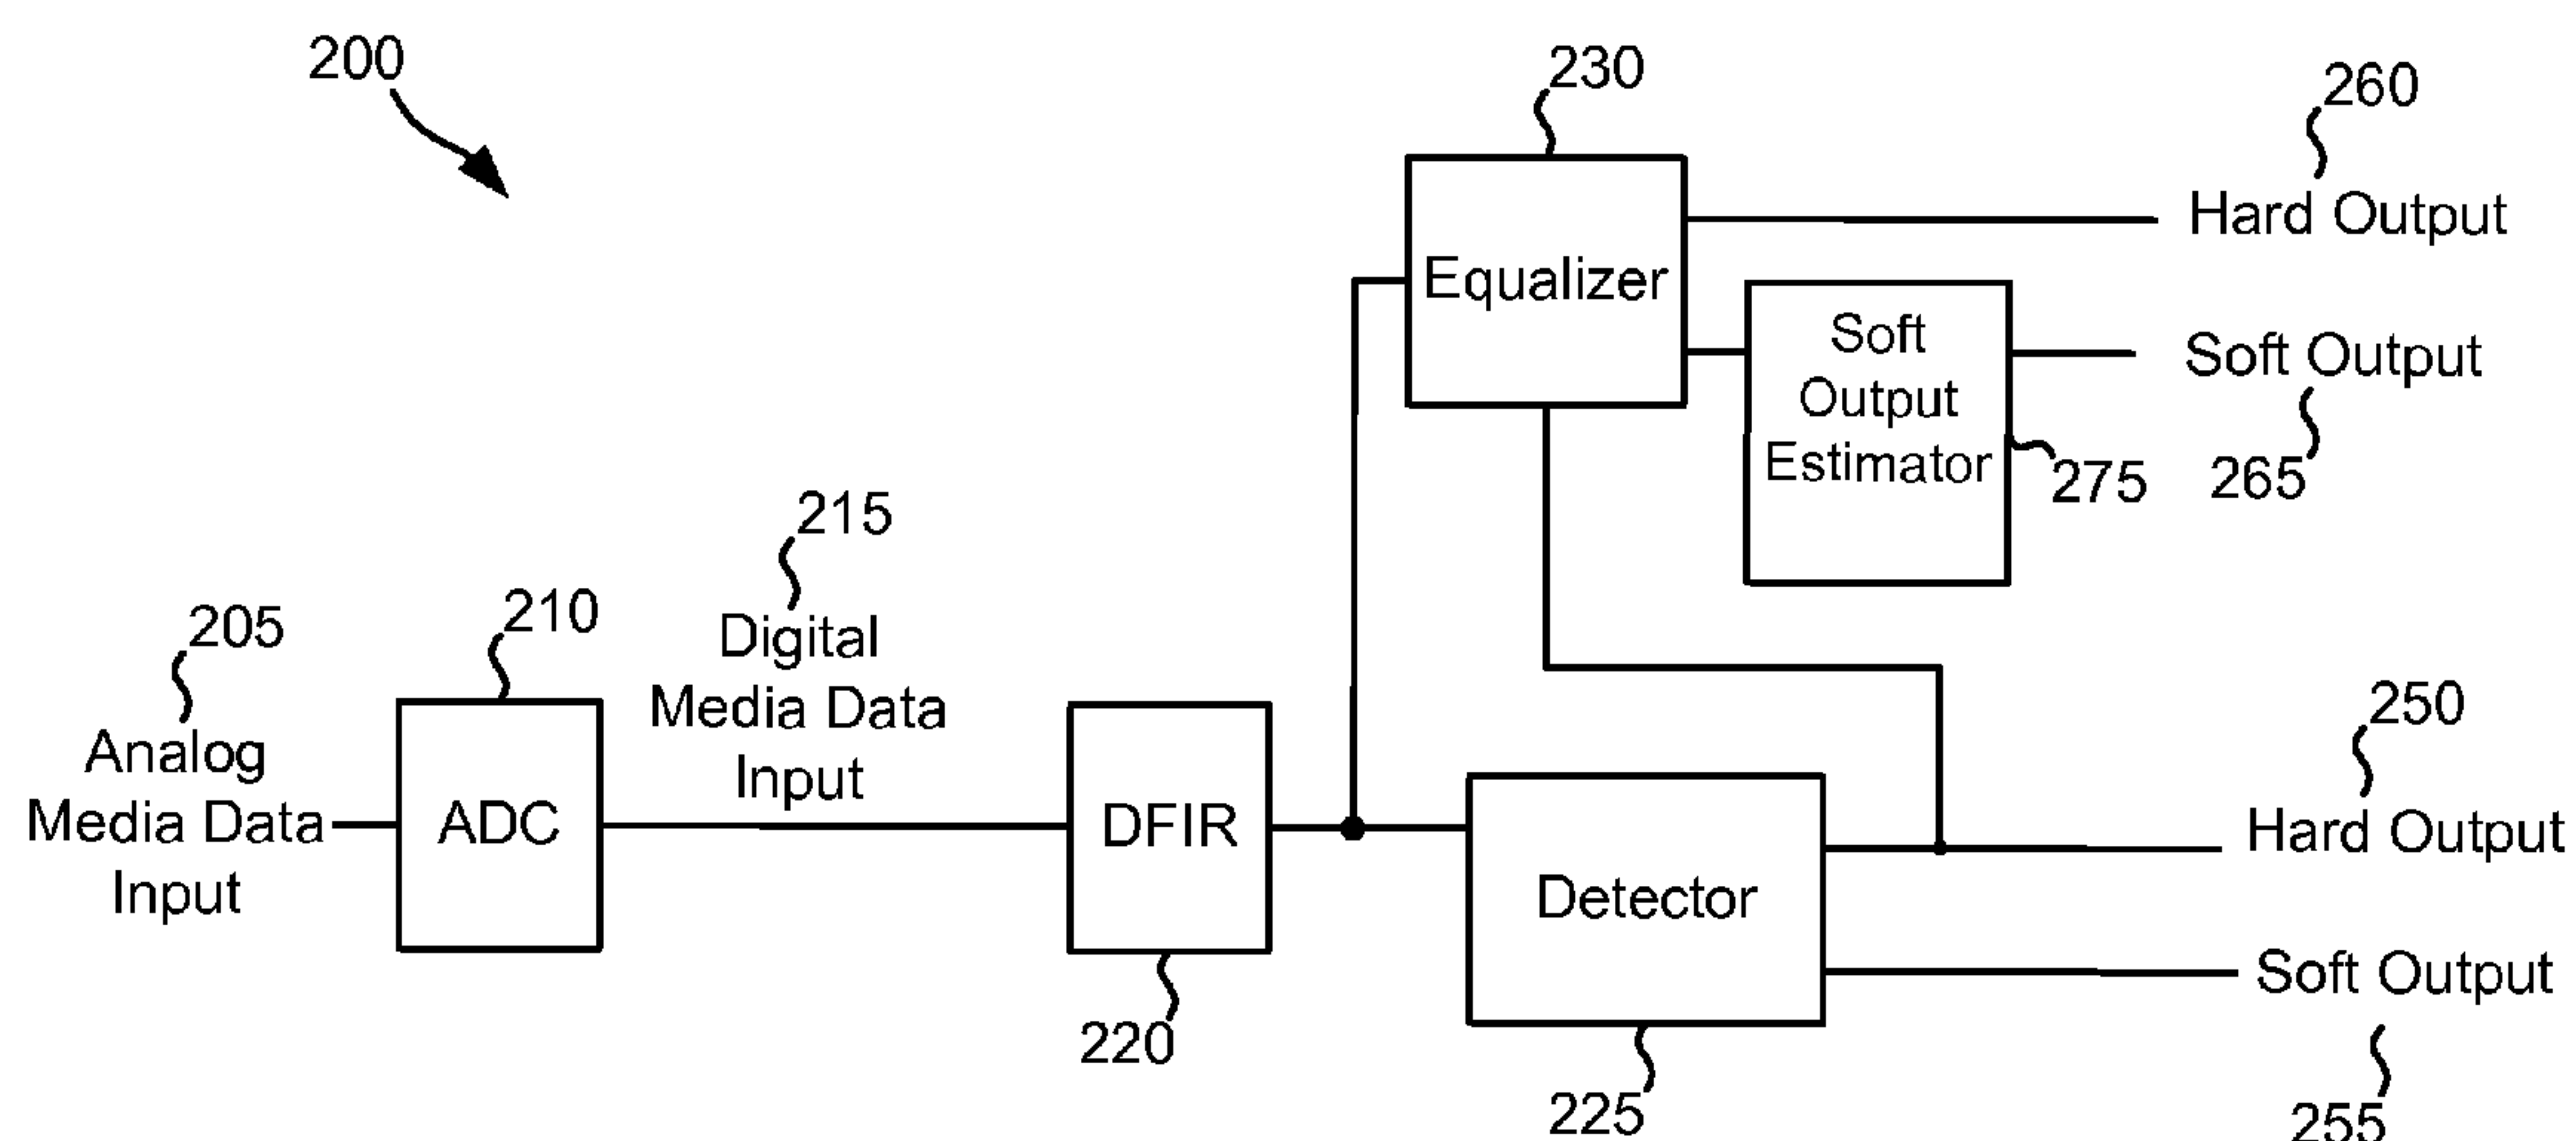 200
230
260
Hard Output
Equalizer
Soft
Output
Estimator
Soft Output
275
265
215
Digital
Media Data
Input
205
210
Analog
Media Data
Input
ADC
DFIR
220
Detector
225
250
Hard Output
Soft Output
255